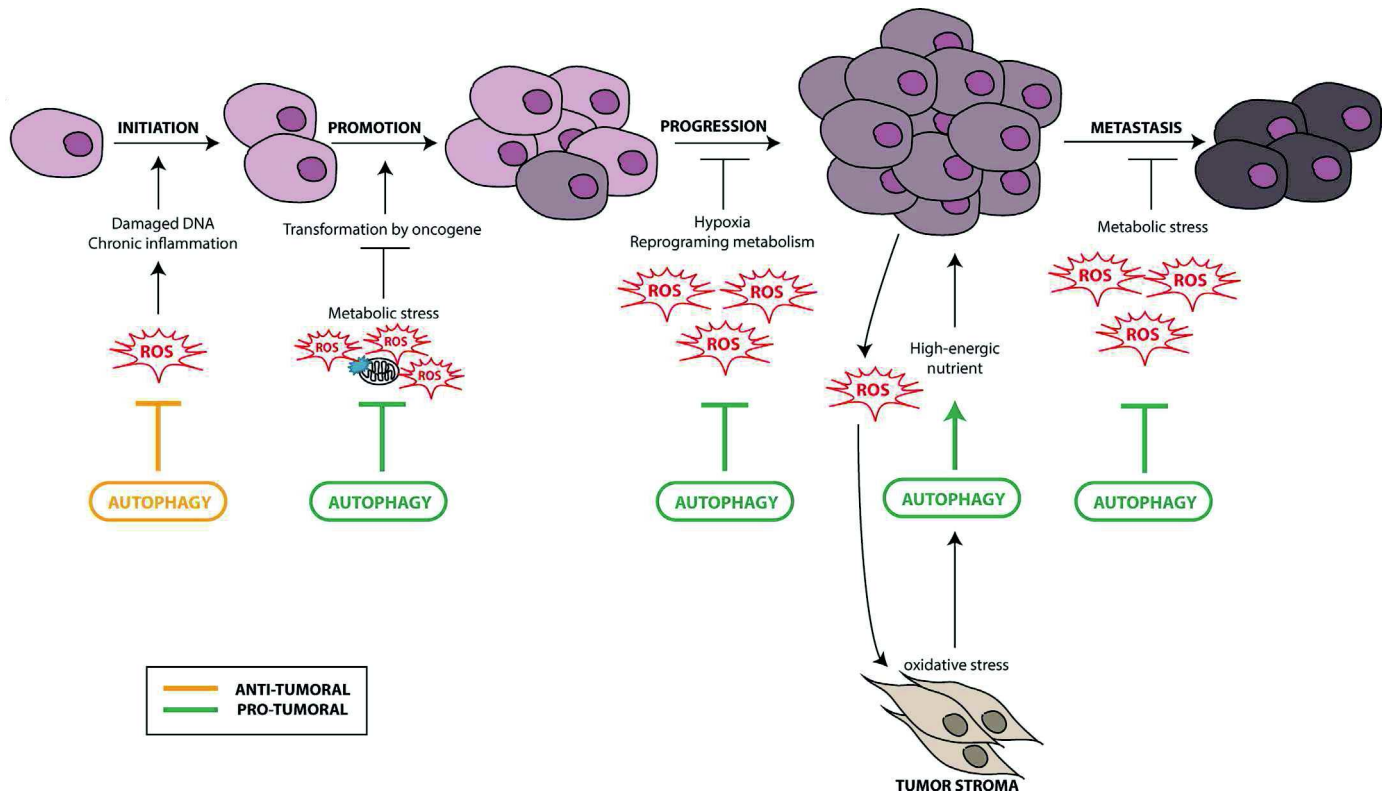 INITIATION
PROMOTION
PROGRESSION
METASTASIS
Damaged DNA
Chronic inflammation
Transformation by oncogene
Hypoxia
Reprograming metabolism
Metabolic stress
Metabolic stress
ROS
ROS
ROS
ROS
ROS
ROS
ROS
ROS
High-energic
nutrient
ROS
ROS
ROS
AUTOPHAGY
AUTOPHAGY
AUTOPHAGY
AUTOPHAGY
AUTOPHAGY
oxidative stress
ANTI-TUMORAL
PRO-TUMORAL
TUMOR STROMA